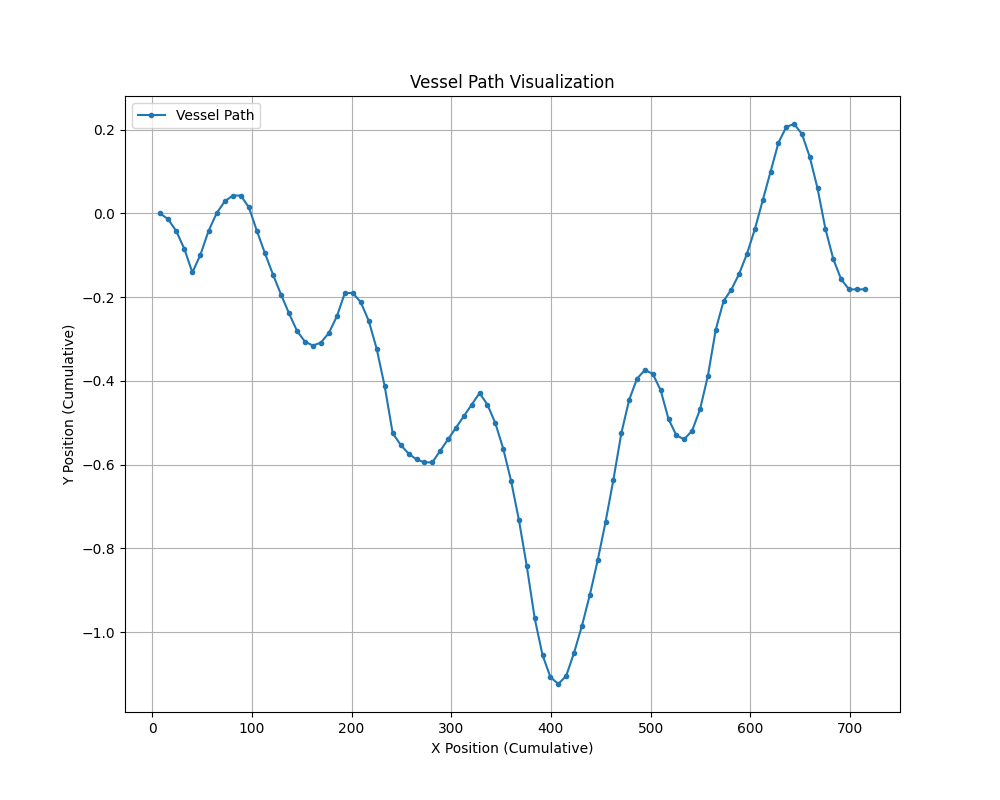 Vessel Path Visualization
Vessel Path
0.2
0.0
−0.2
−0.4
−0.6
−0.8
−1.0
Y Position (Cumulative)
0 100 200 300 400 500 600 700
X Position (Cumulative)